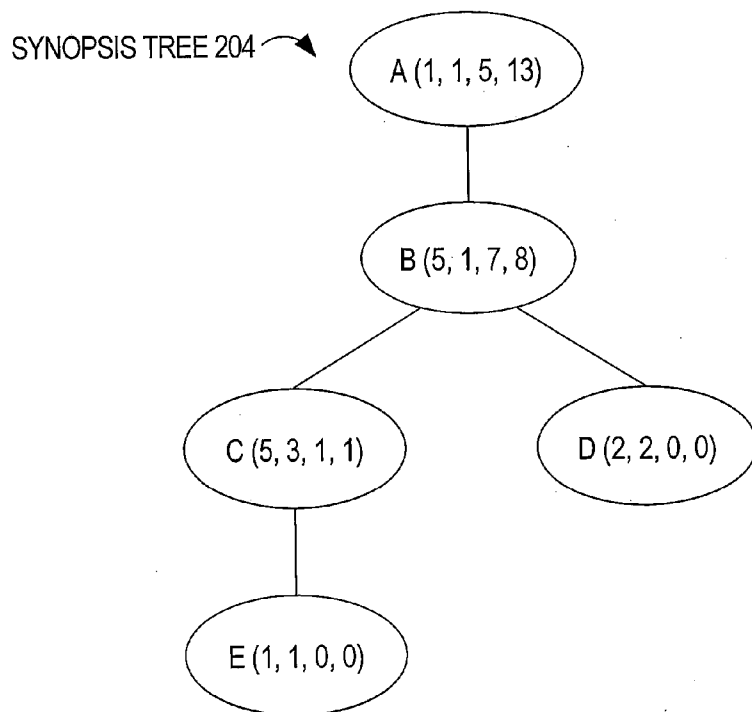 SYNOPSIS TREE 204
A (1, 1, 5, 13)
B (5, 1, 7, 8)
C (5, 3, 1, 1)
D (2, 2, 0, 0)
E (1, 1, 0, 0)